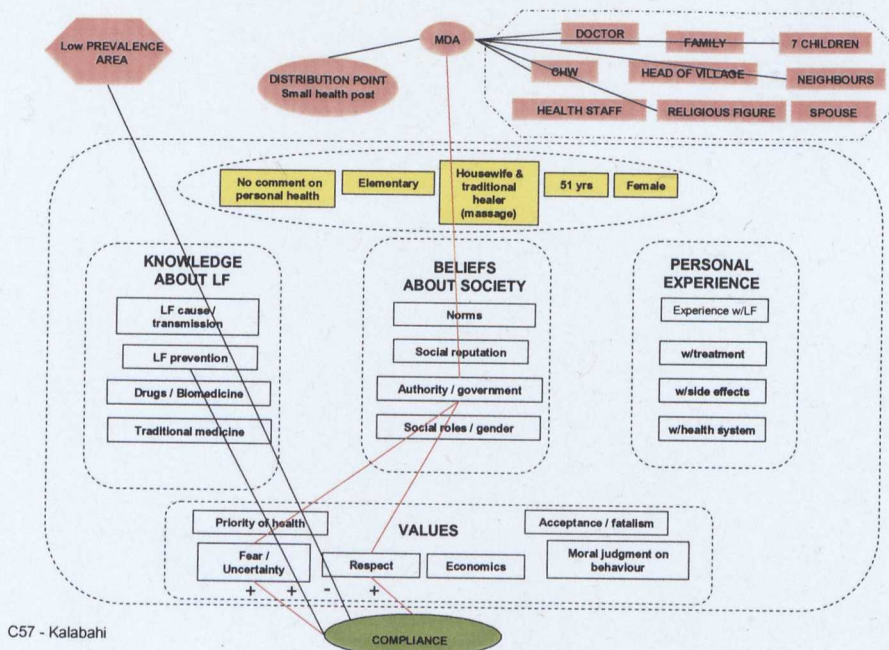 Low PREVALENCE
AREA
MDA
DISTRIBUTION POINT
Small health post
DOCTOR
FAMILY
7 CHILDREN
CHW
HEAD OF VILLAGE
NEIGHBOURS
HEALTH STAFF
RELIGIOUS FIGURE
SPOUSE
No comment on
personal health
Elementary
Housewife &
traditional
healer
(massage)
51 yrs
Female
KNOWLEDGE
ABOUT LF
LF cause/
transmission
LF prevention
Drugs / Biomedicine
Traditional medicine
BELIEFS
ABOUT SOCIETY
Norms
Social reputation
Authority / government
Social roles / gender
PERSONAL
EXPERIENCE
Experience w/LF
w/treatment
w/side effects
w/health system
Priority of health
VALUES
Acceptance / fatalism
Fear /
Uncertainty
Respect
Economics
Moral judgment on
behaviour
+ + - +
COMPLIANCE
C57 - Kalabahi